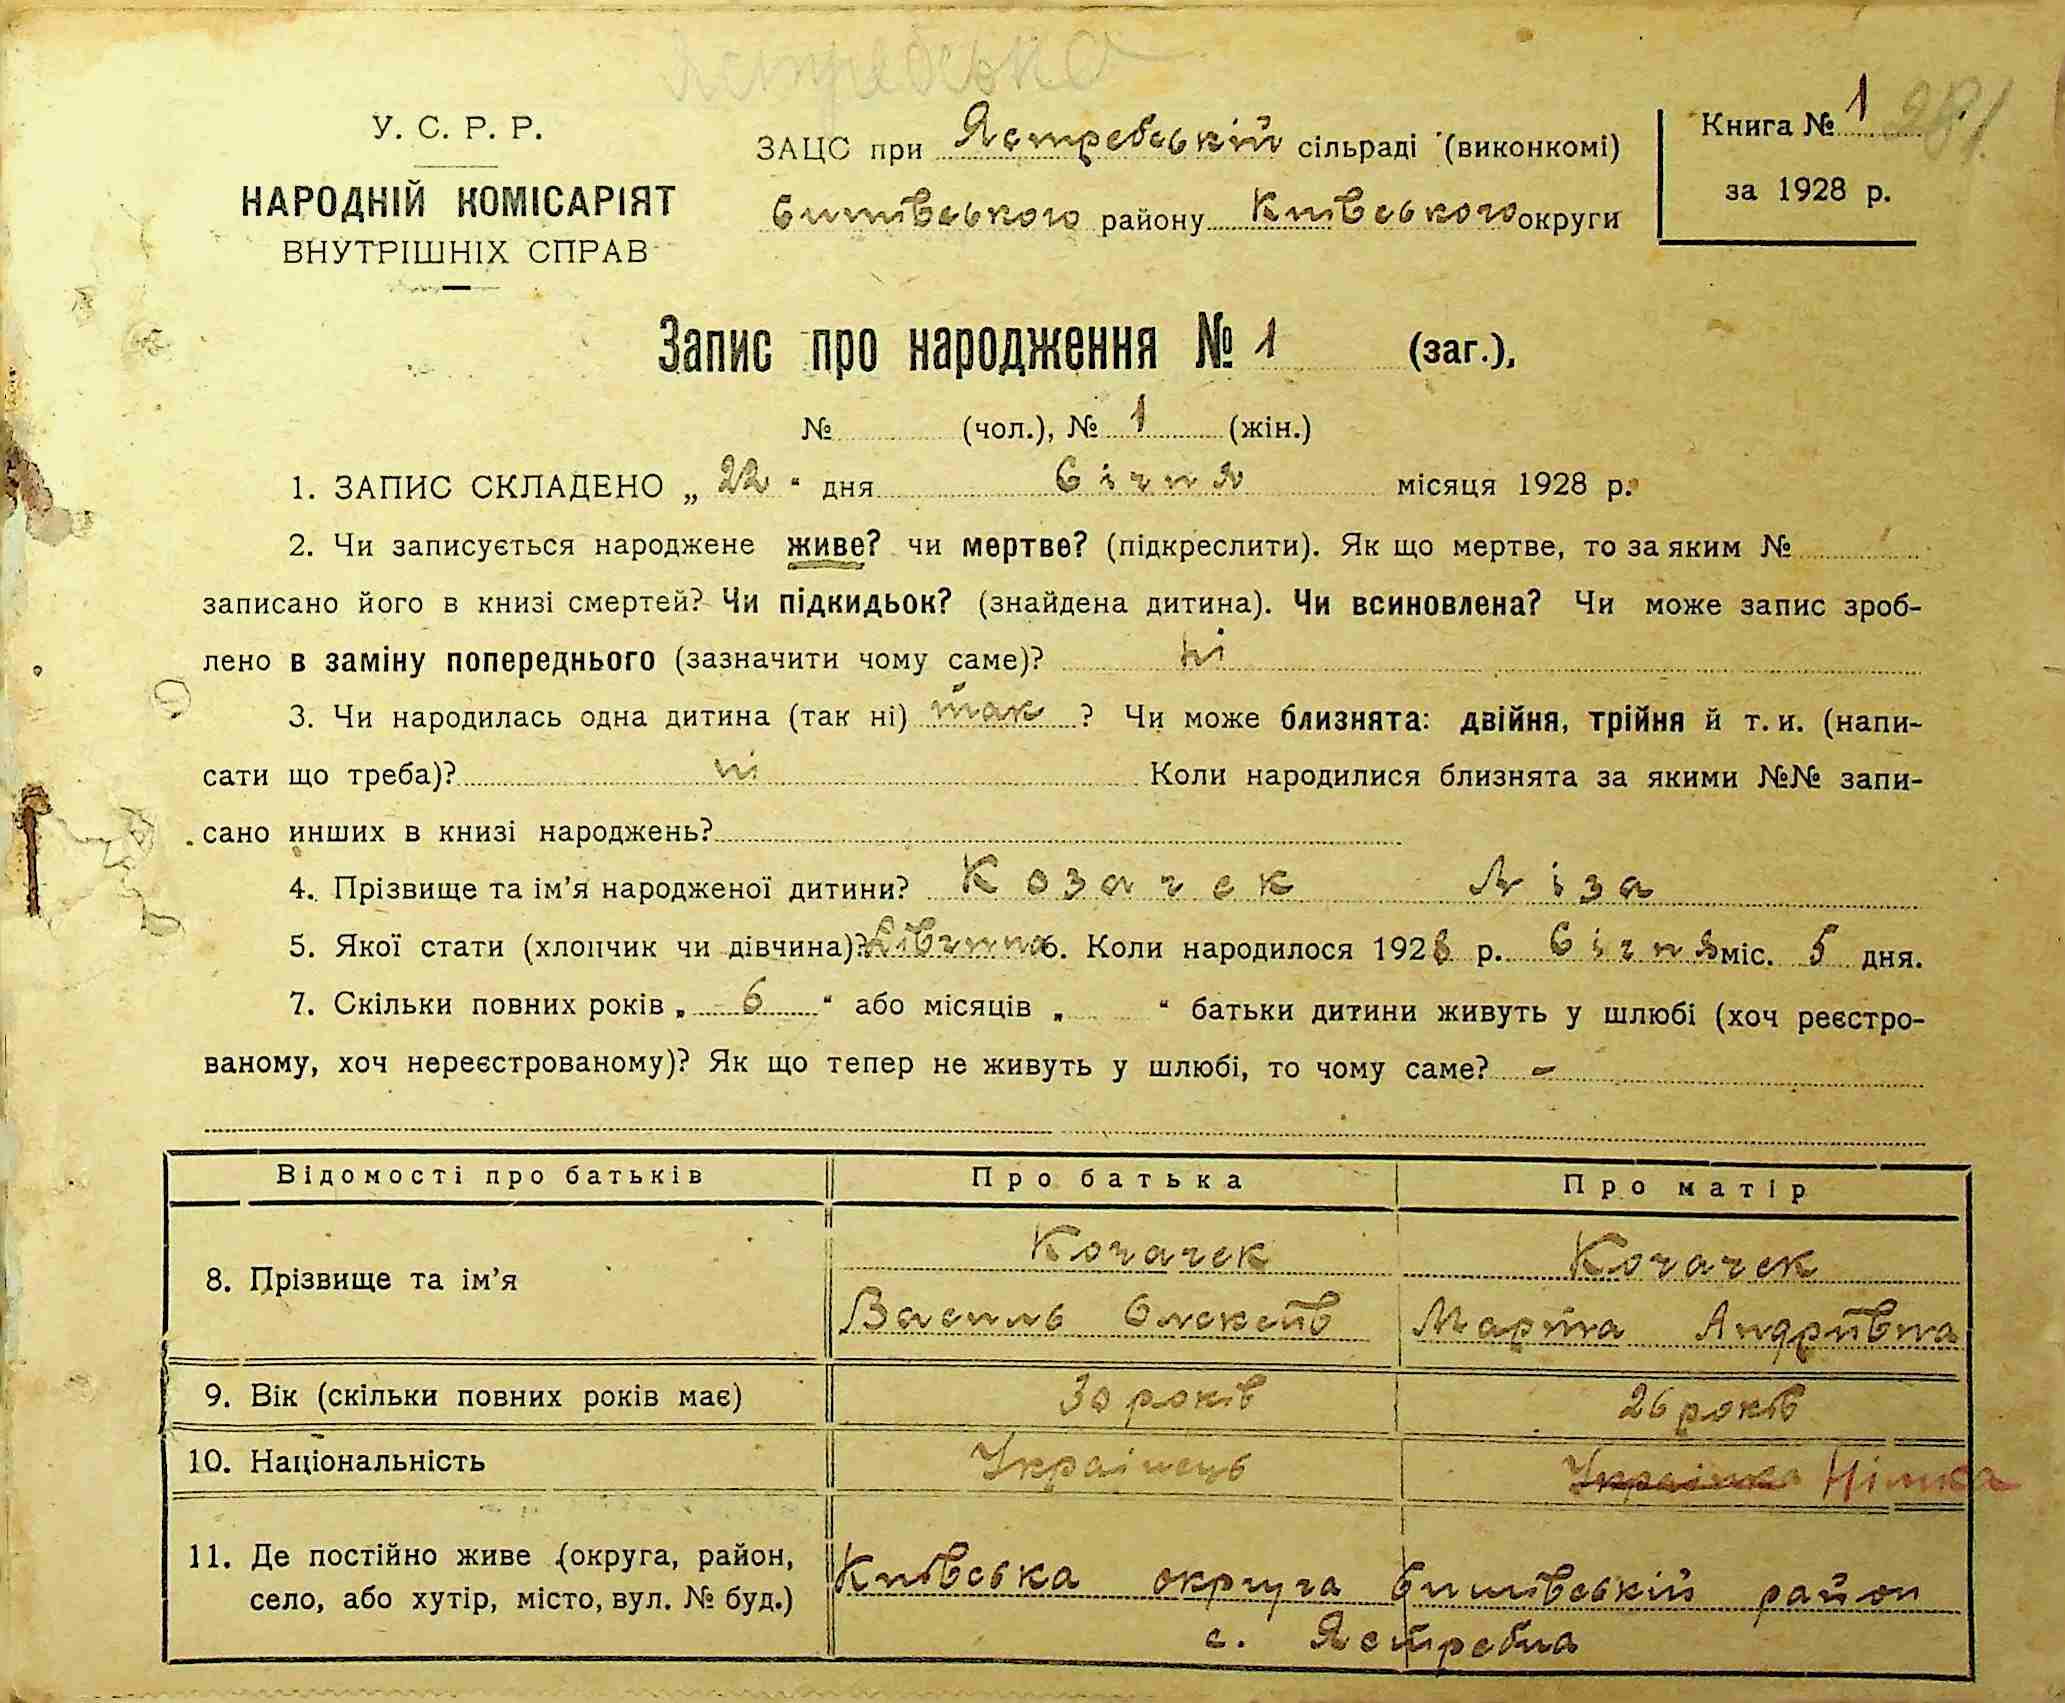 Ястребська
У. С. Р. Р.
НАРОДНІЙ КОМІСАРІЯТ
ВНУТРІШНІХ СПРАВ
ЗАЦС при Ястребській сільраді (виконкомі)
Бишівського району Київського округи
Книга № 1 281
за 1928 р.
Запис про народження № 1 (заг.),
№ (чол.), № 1 (жін.)
1. ЗАПИС СКЛАДЕНО „ 22 “ дня Січня місяця 1928 р.
2. Чи записується народжене живе? чи мертве? (підкреслити). Як що мертве, то за яким №
записано його в книзі смертей? Чи підкидьок? (знайдена дитина). Чи всиновлена? Чи може запис зроб-
лено в заміну попереднього (зазначити чому саме)? ні
3. Чи народилась одна дитина (так ні) так ? Чи може близнята: двійня, трійня й т. и. (напи-
сати що треба)? ні Коли народилися близнята за якими №№ запи-
сано инших в книзі народжень?
4. Прізвище та ім’я народженої дитини? Козачек Ліза
5. Якої стати (хлопчик чи дівчина)? Дівчина 6. Коли народилося 1928 р. Січня міс. 5 дня.
7. Скільки повних років „ 6 “ або місяців „ “ батьки дитини живуть у шлюбі (хоч реєстро-
ваному, хоч нереєстрованому)? Як що тепер не живуть у шлюбі, то чому саме? -
Відомості про батьків Про батька Про матір
8. Прізвище та ім’я
Козачек Козачек
Василь Олексіїв Марта Андріївна
9. Вік (скільки повних років має) 30 років 26 років
10. Національність Українець Українка Німка
11. Де постійно живе (округа, район,
село, або хутір, місто, вул. № буд.)
Київська округа Бишівській район
с. Ястребна